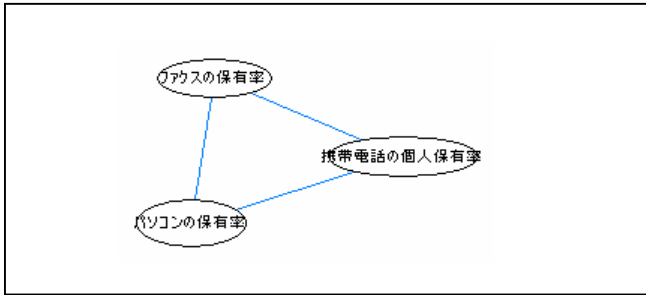 ファウスの保有率
携帯電話の個人保有率
パソコンの保有率